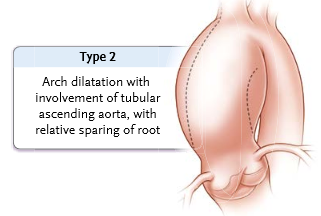 Type 2
Arch dilatation with
involvement of tubular
ascending aorta, with
relative sparing of root